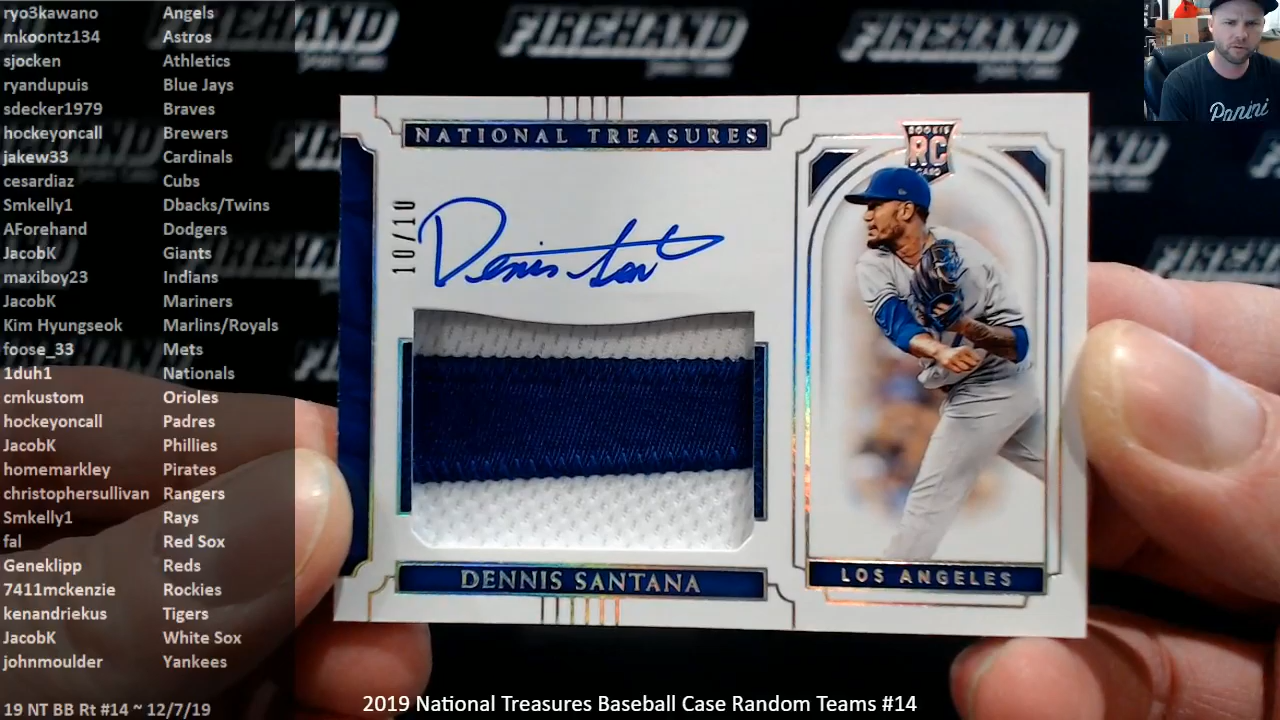 ryo3kawano Angels
mkoontz134 Astros
sjocken Athletics
ryandupuis Blue Jays
sdecker1979 Braves
hockeyoncall Brewers
jakew33 Cardinals
cesardiaz Cubs
Smkelly1 Dbacks/Twins
AForehand Dodgers
JacobK Giants
maxiboy23 Indians
JacobK Mariners
Kim Hyungseok Marlins/Royals
foose_33 Mets
1duh1 Nationals
cmkustom Orioles
hockeyoncall Padres
JacobK Phillies
homemarkley Pirates
christophersullivan Rangers
Smkelly1 Rays
fal Red Sox
Geneklipp Reds
7411mckenzie Rockies
kenandriekus Tigers
JacobK White Sox
johnmoulder Yankees
19 NT BB Rt #14 ~ 12/7/19
FIREHAND
FIREHAND
FIREHAND
Panini
NATIONAL TREASURES
ROOKIE
RC
CARD
10/10
DENNIS SANTANA
LOS ANGELES
2019 National Treasures Baseball Case Random Teams #14